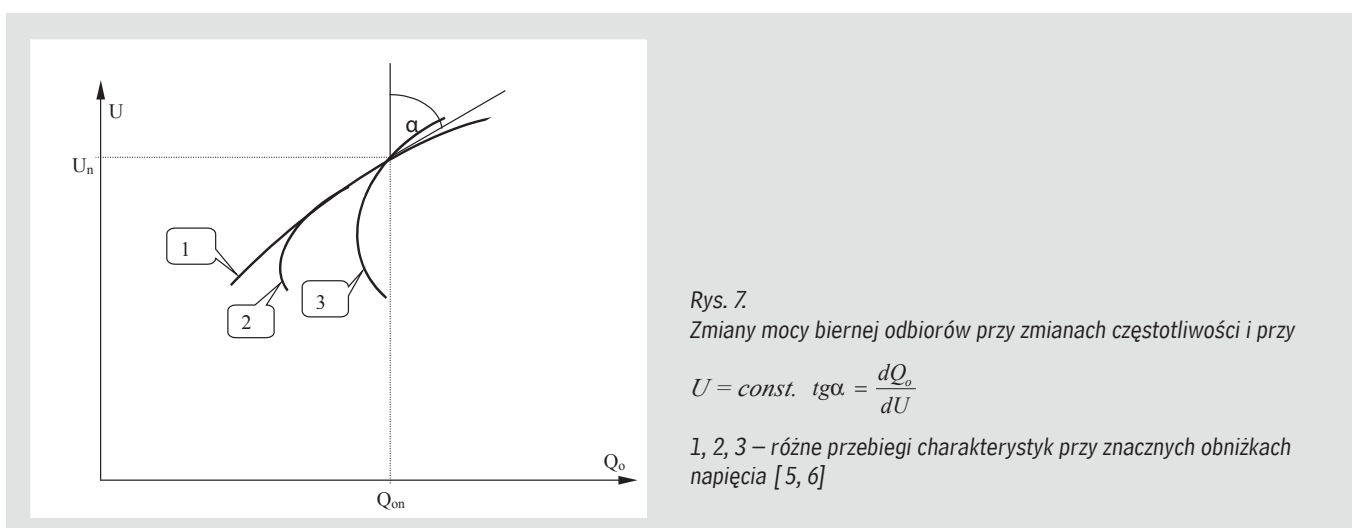 U
α
Uₙ
1
2
3
Qₒ
Qₒₙ
Rys. 7.
Zmiany mocy biernej odbiorów przy zmianach częstotliwości i przy
U = const. tgα = dQₒ / dU
1, 2, 3 – różne przebiegi charakterystyk przy znacznych obniżkach
napięcia [5, 6]